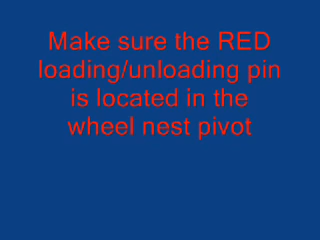 Make sure the RED
loading/unloading pin
is located in the
wheel nest pivot